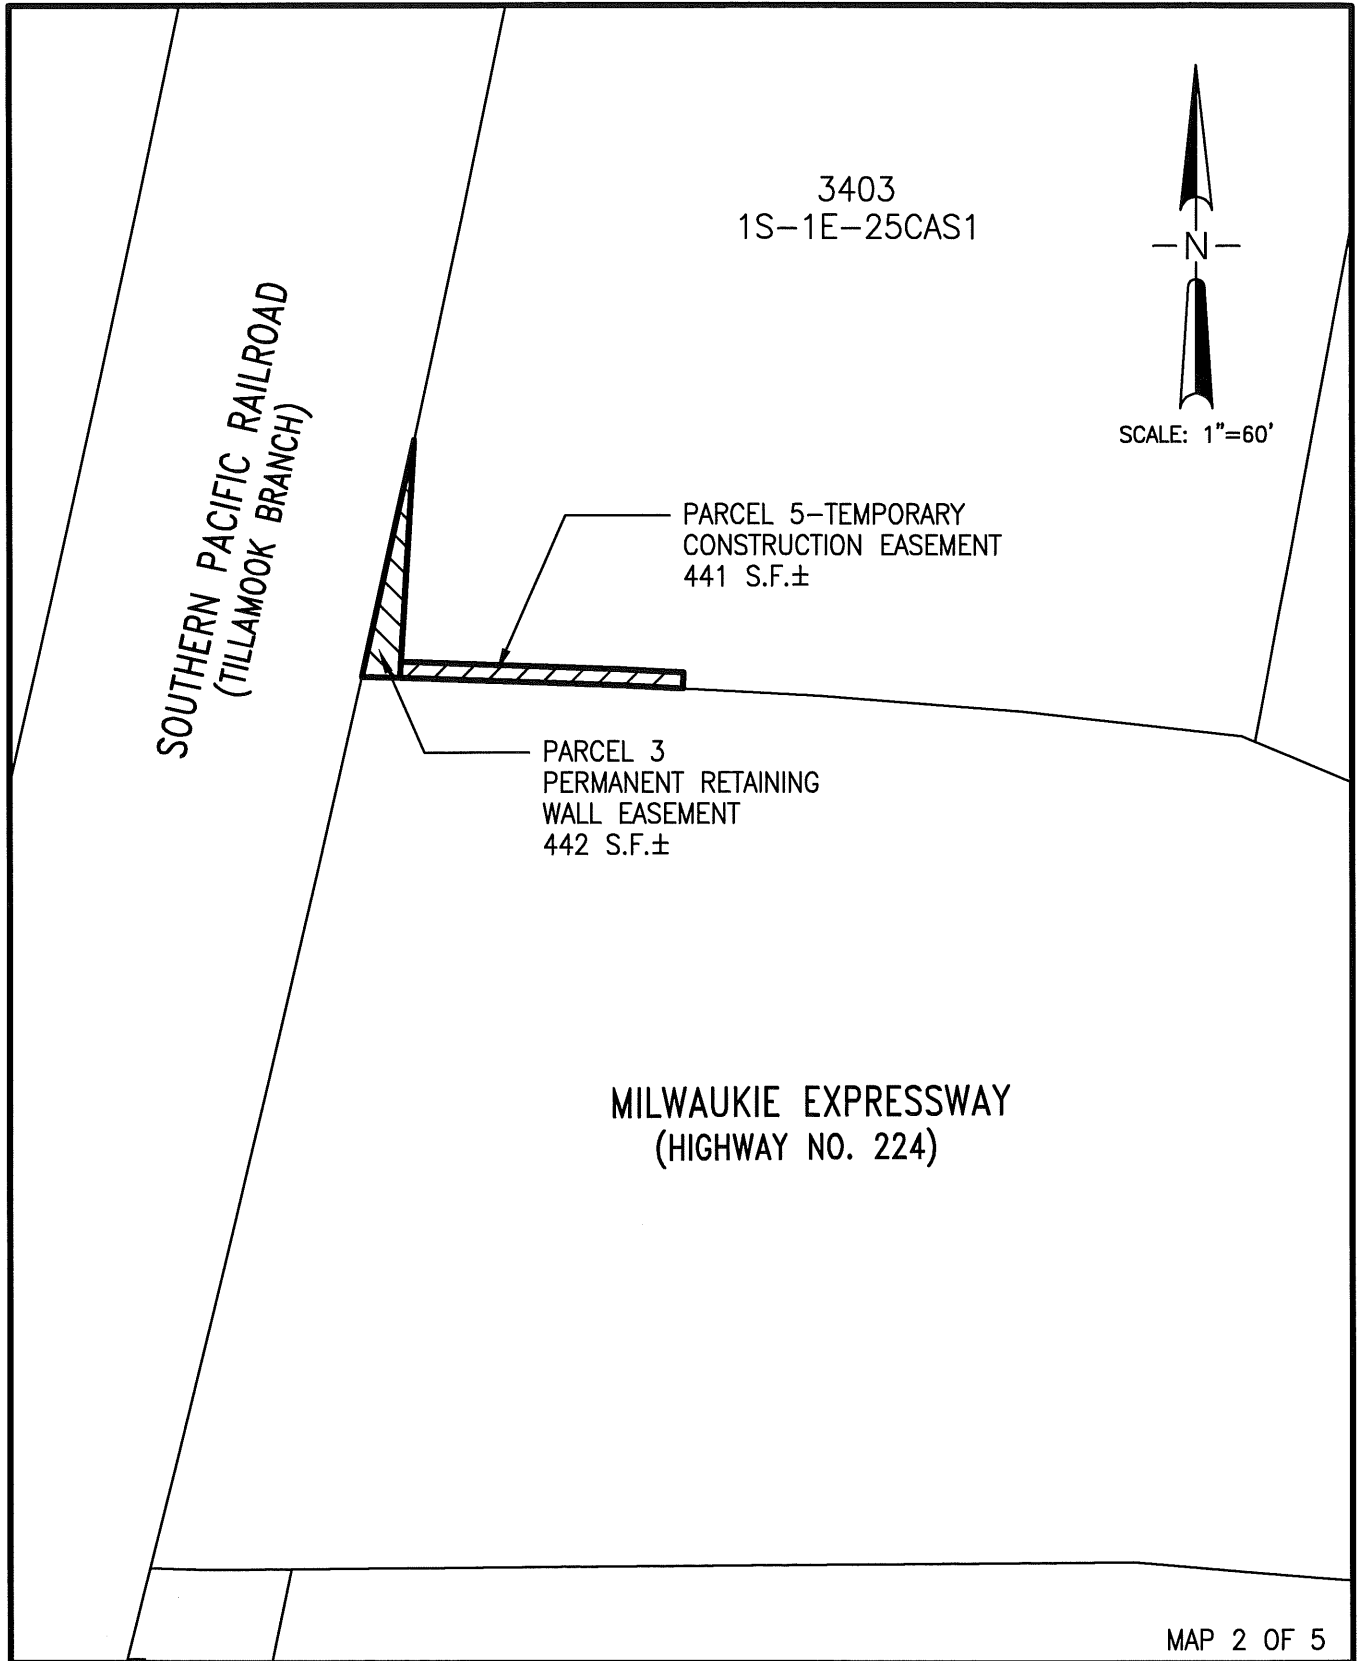 3403
1S-1E-25CAS1
-N-
SCALE: 1"=60'
SOUTHERN PACIFIC RAILROAD
(TILLAMOOK BRANCH)
PARCEL 5-TEMPORARY
CONSTRUCTION EASEMENT
441 S.F.±
PARCEL 3
PERMANENT RETAINING
WALL EASEMENT
442 S.F.±
MILWAUKIE EXPRESSWAY
(HIGHWAY NO. 224)
MAP 2 OF 5